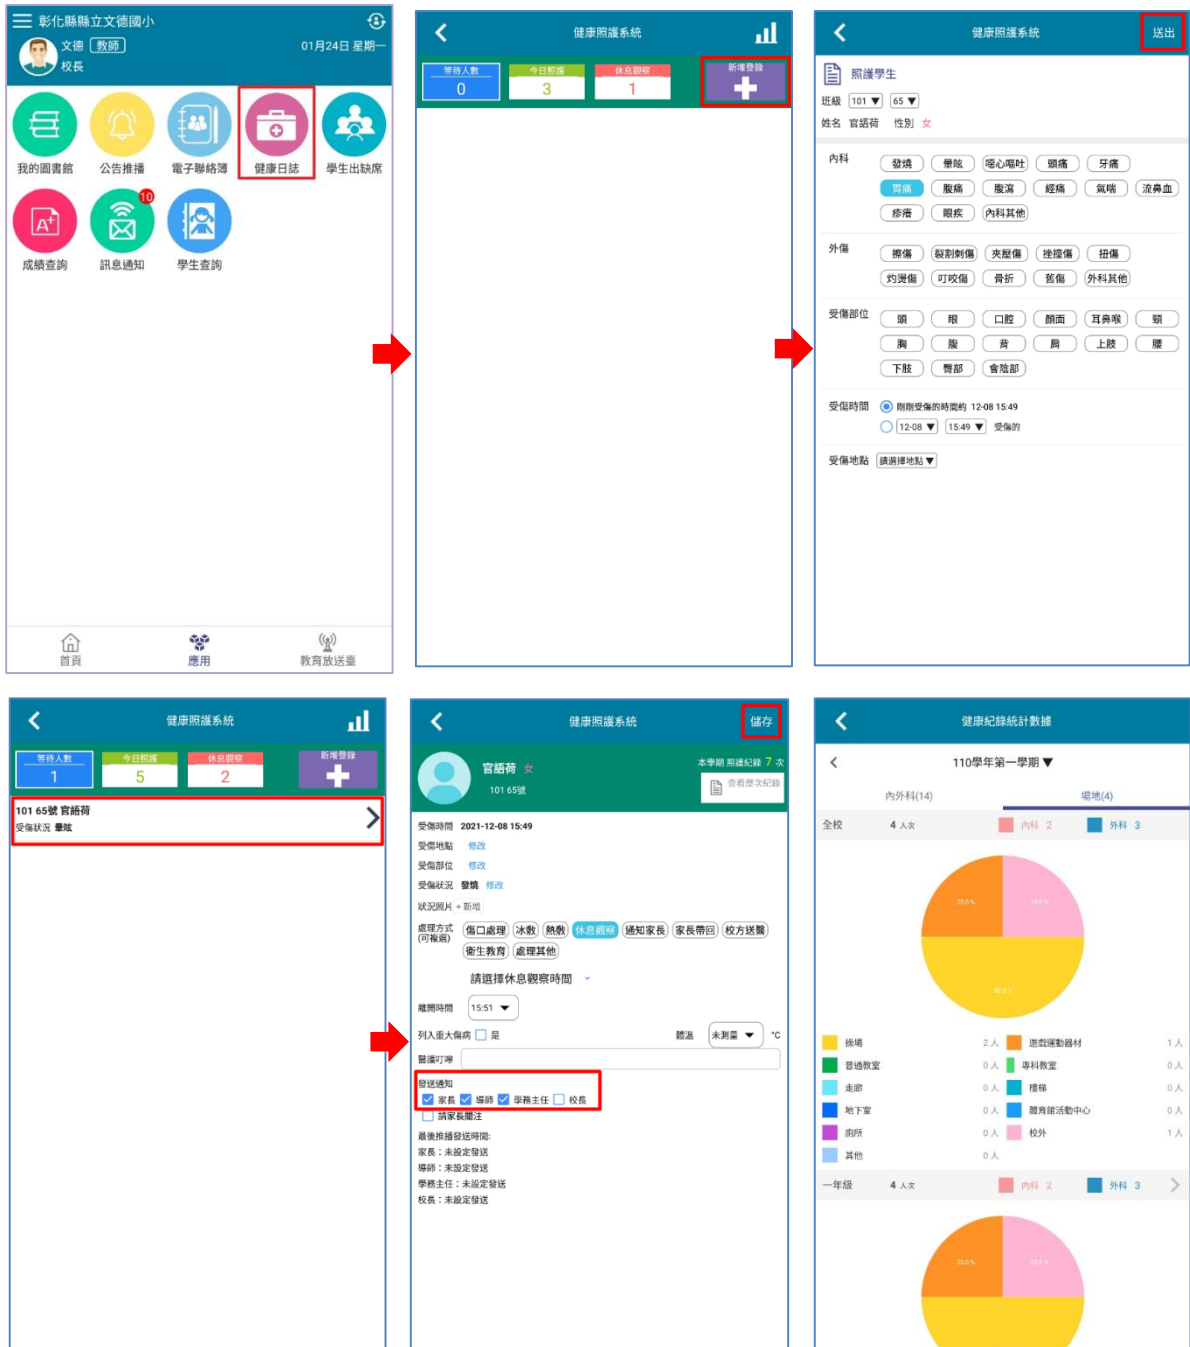 彰化縣縣立文德國小
文德 教師 01月24日 星期一
校長
我的圖書館 公告推播 電子聯絡簿 健康日誌 學生出缺席
10
成績查詢 訊息通知 學生查詢
首頁 應用 教育放送臺
健康照護系統
等待人數 今日照護 休息觀察 新增登錄
0 3 1
健康照護系統 送出
照護學生
班級 101 ▼ 65 ▼
姓名 官語荷 性別 女
內科 發燒 暈眩 噁心嘔吐 頭痛 牙痛
胃痛 腹痛 腹瀉 經痛 氣喘 流鼻血
疹癢 眼疾 內科其他
外傷 擦傷 裂割刺傷 夾壓傷 挫撞傷 扭傷
灼燙傷 叮咬傷 骨折 舊傷 外科其他
受傷部位 頭 眼 口腔 顏面 耳鼻喉 頸
胸 腹 背 肩 上肢 腰
下肢 臀部 會陰部
受傷時間 剛剛受傷的時間約 12-08 15:49
12-08 ▼ 15:49 ▼ 受傷的
受傷地點 請選擇地點 ▼
健康照護系統
等待人數 今日照護 休息觀察 新增登錄
1 5 2
101 65號 官語荷
受傷狀況 暈眩
健康照護系統 儲存
官語荷 女 本學期 照護紀錄 7 次
101 65號 查看歷次紀錄
受傷時間 2021-12-08 15:49
受傷地點 修改
受傷部位 修改
受傷狀況 發燒 修改
狀況照片 + 新增
處理方式 傷口處理 冰敷 熱敷 休息觀察 通知家長 家長帶回 校方送醫
(可複選) 衛生教育 處理其他
請選擇休息觀察時間
離開時間 15:51 ▼
列入重大傷病 是 體溫 未測量 ▼ °C
醫護叮嚀
發送通知
家長 導師 學務主任 校長
請家長關注
最後推播發送時間:
家長：未設定發送
導師：未設定發送
學務主任：未設定發送
校長：未設定發送
健康紀錄統計數據
110學年第一學期 ▼
內外科(14) 場地(4)
全校 4 人次 內科 2 外科 3
25.0% 25.0%
50.0%
操場 2人 遊戲運動器材 1人
普通教室 0人 專科教室 0人
走廊 0人 樓梯 0人
地下室 0人 體育館活動中心 0人
廁所 0人 校外 1人
其他 0人
一年級 4 人次 內科 2 外科 3
25.0% 25.0%